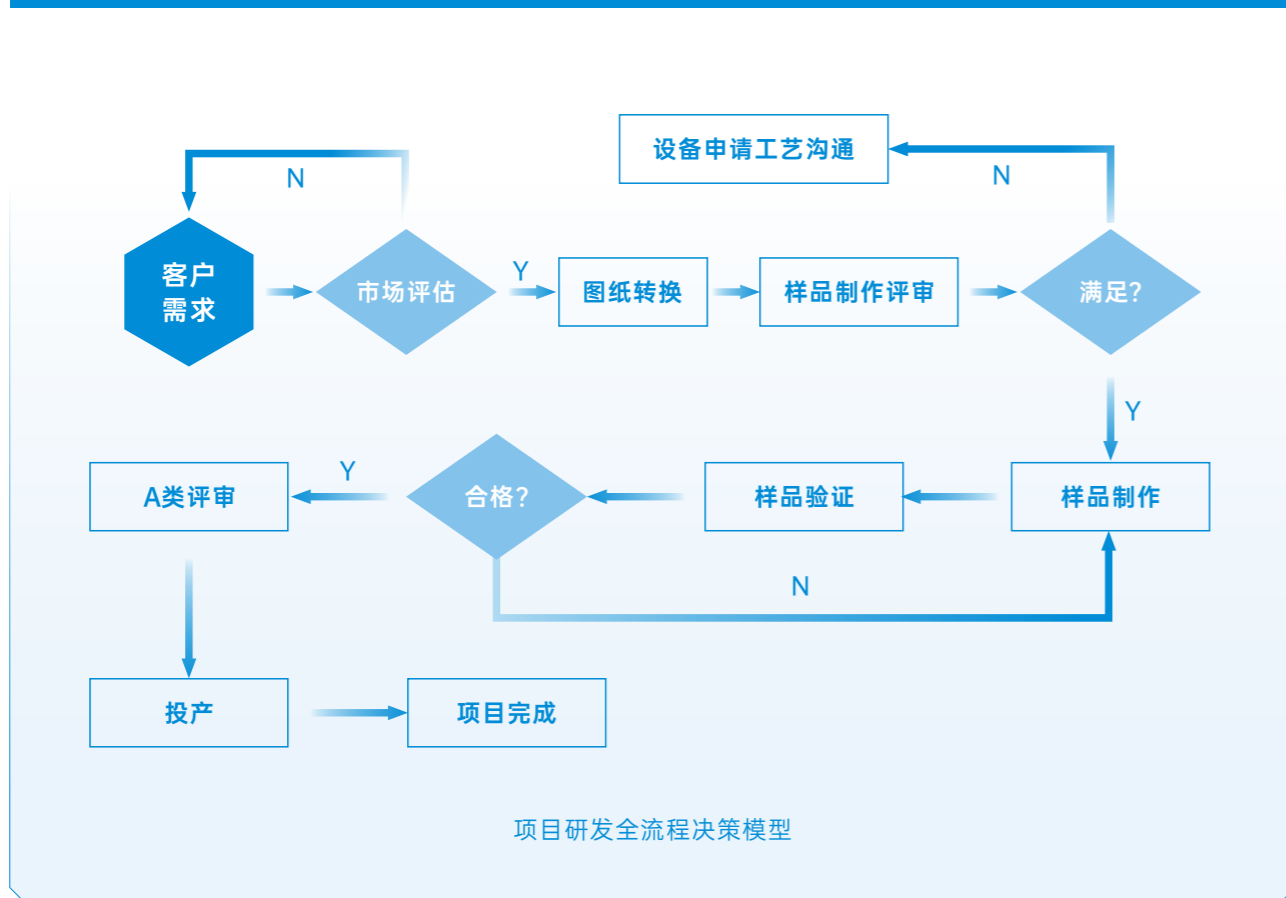 设备申请工艺沟通
N
N
客户
需求
市场评估
Y
图纸转换
样品制作评审
满足？
Y
A类评审
Y
合格？
样品验证
样品制作
N
投产
项目完成
项目研发全流程决策模型